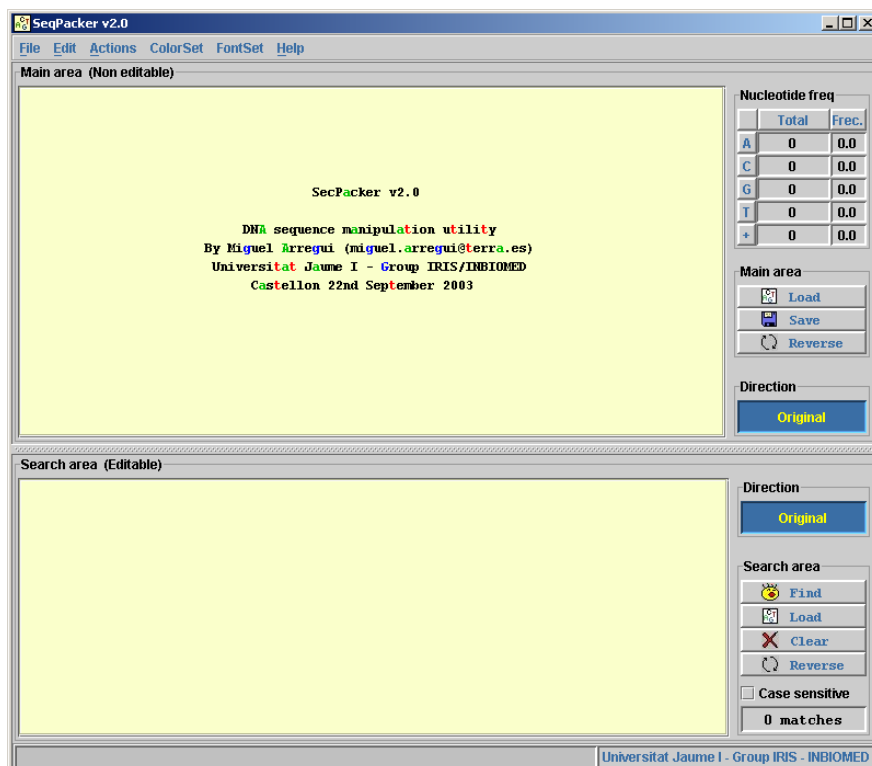 SeqPacker v2.0
File Edit Actions ColorSet FontSet Help
Main area (Non editable)
SecPacker v2.0
DNA sequence manipulation utility
By Miguel Arregui (miguel.arregui@terra.es)
Universitat Jaume I - Group IRIS/INBIOMED
Castellon 22nd September 2003
Nucleotide freq
Total Frec.
A 0 0.0
C 0 0.0
G 0 0.0
T 0 0.0
+ 0 0.0
Main area
Load
Save
Reverse
Direction
Original
Search area (Editable)
Direction
Original
Search area
Find
Load
Clear
Reverse
Case sensitive
0 matches
Universitat Jaume I - Group IRIS - INBIOMED